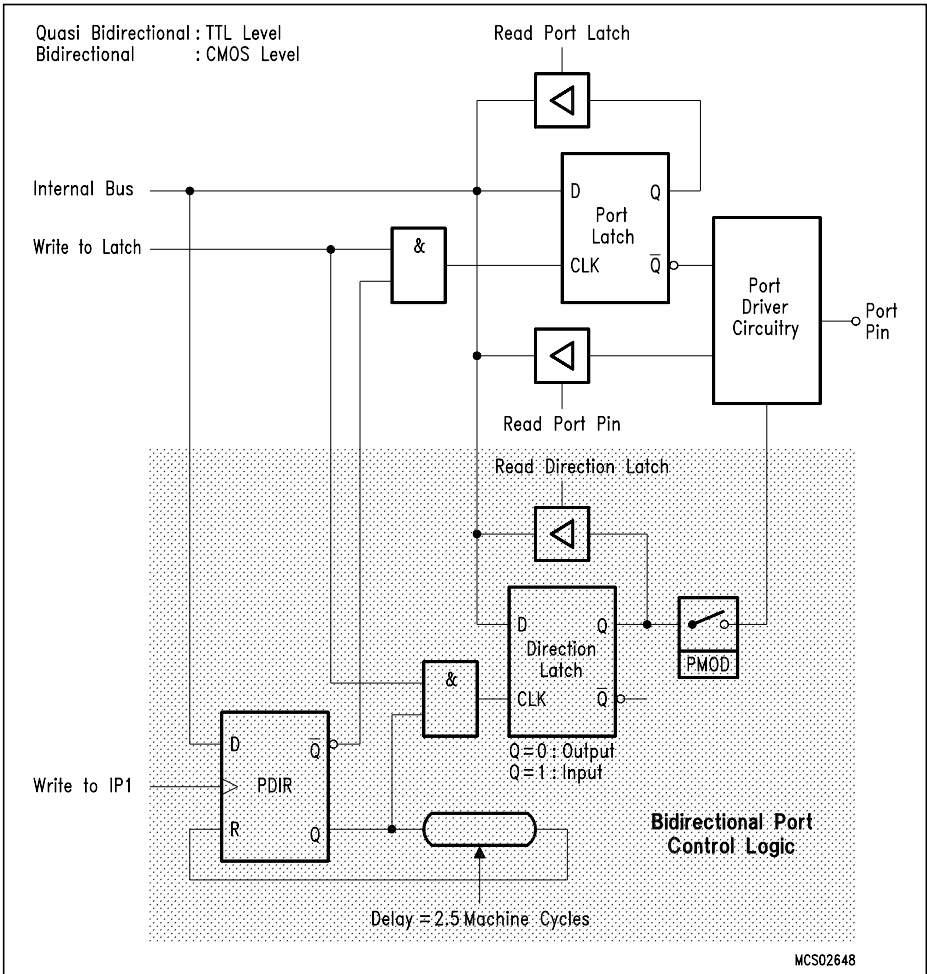 Quasi Bidirectional : TTL Level
Bidirectional : CMOS Level
Read Port Latch
Internal Bus
D Q
Port
Latch
Write to Latch
&
CLK Q̅
Port
Driver
Circuitry
Port
Pin
Read Port Pin
Read Direction Latch
D Q
Direction
Latch
PMOD
&
CLK Q̅
Q=0 : Output
Q=1 : Input
D Q̅
Write to IP1
PDIR
R Q
Bidirectional Port
Control Logic
Delay = 2.5 Machine Cycles
MCS02648